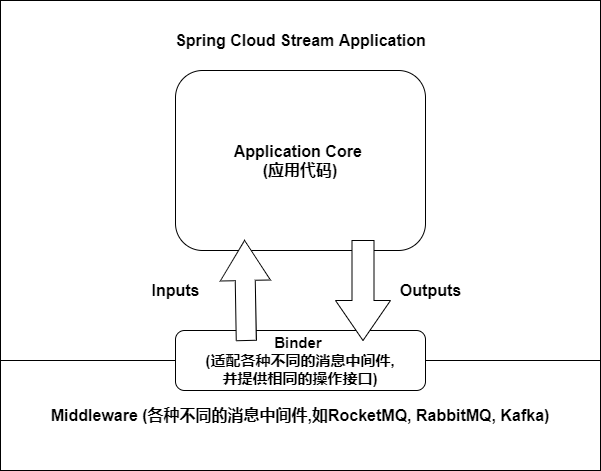 Spring Cloud Stream Application
Application Core
(应用代码)
Inputs
Outputs
Binder
(适配各种不同的消息中间件,
并提供相同的操作接口)
Middleware (各种不同的消息中间件,如RocketMQ, RabbitMQ, Kafka)